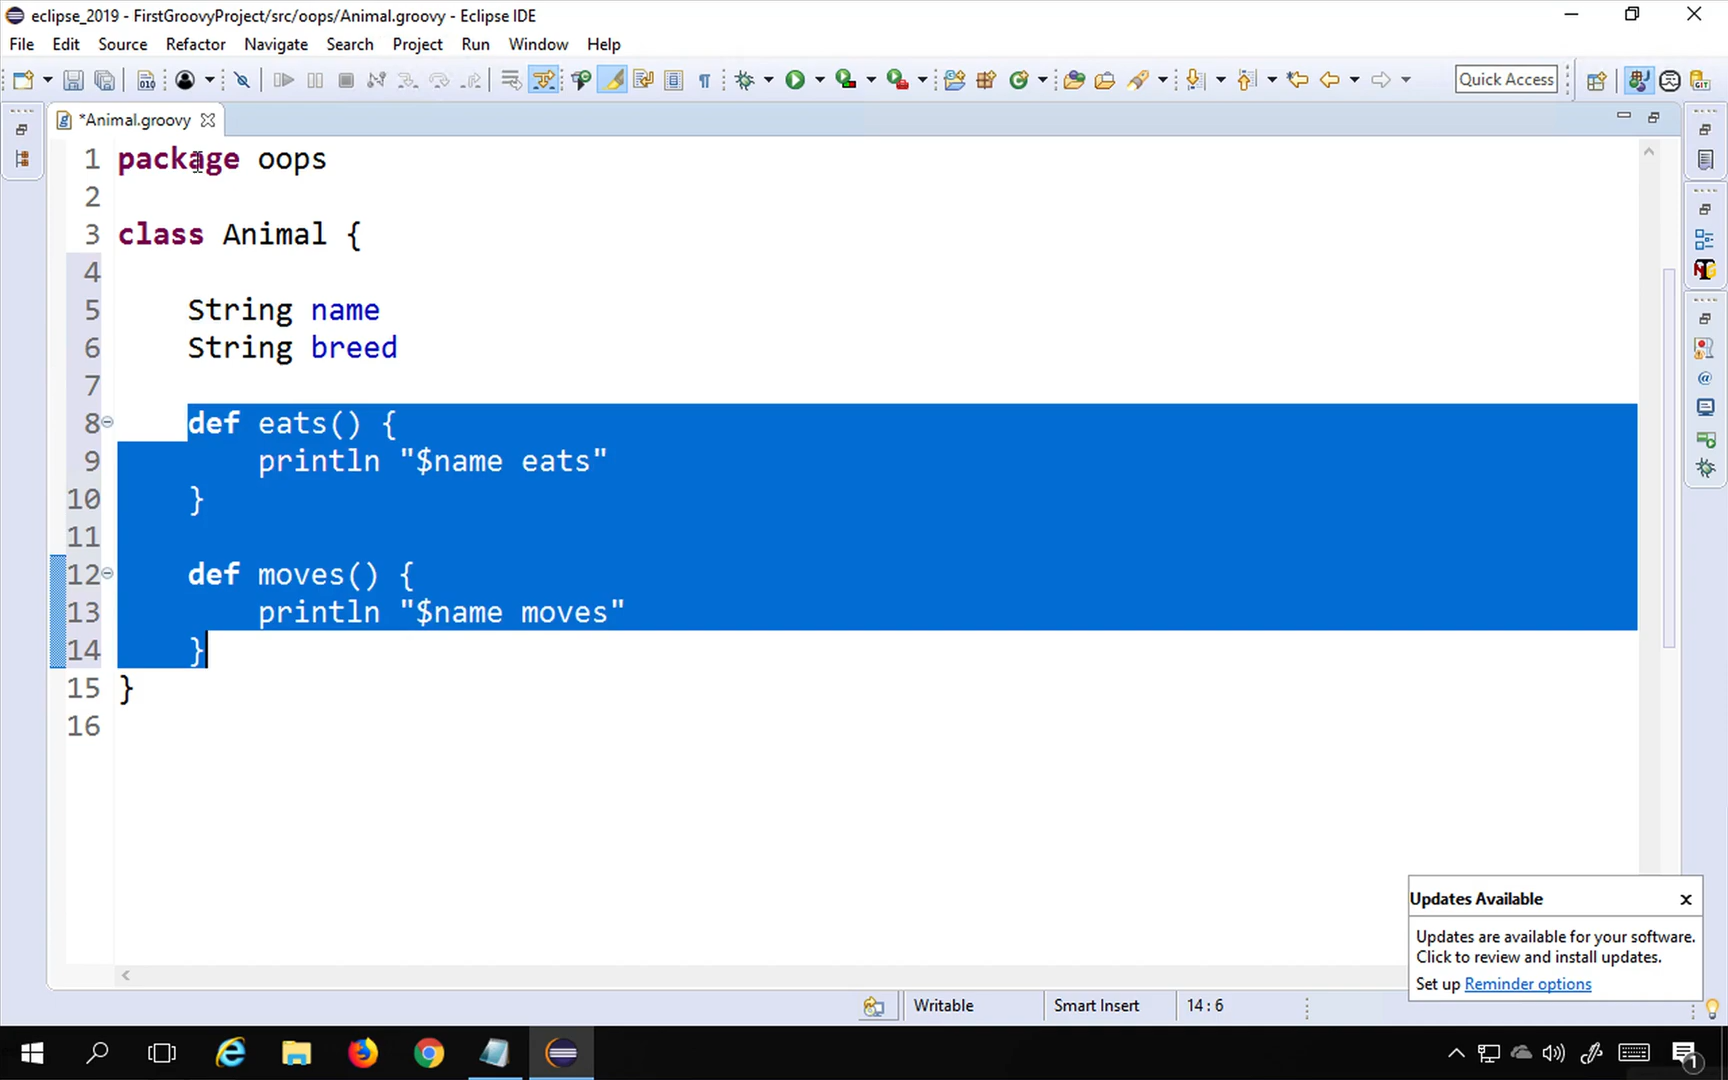 eclipse_2019 - FirstGroovyProject/src/oops/Animal.groovy - Eclipse IDE
File Edit Source Refactor Navigate Search Project Run Window Help
Quick Access
*Animal.groovy
1 package oops
2
3 class Animal {
4
5 String name
6 String breed
7
8 def eats() {
9 println "$name eats"
10 }
11
12 def moves() {
13 println "$name moves"
14 }
15 }
16
Updates Available
Updates are available for your software.
Click to review and install updates.
Set up Reminder options
Writable Smart Insert 14 : 6
1